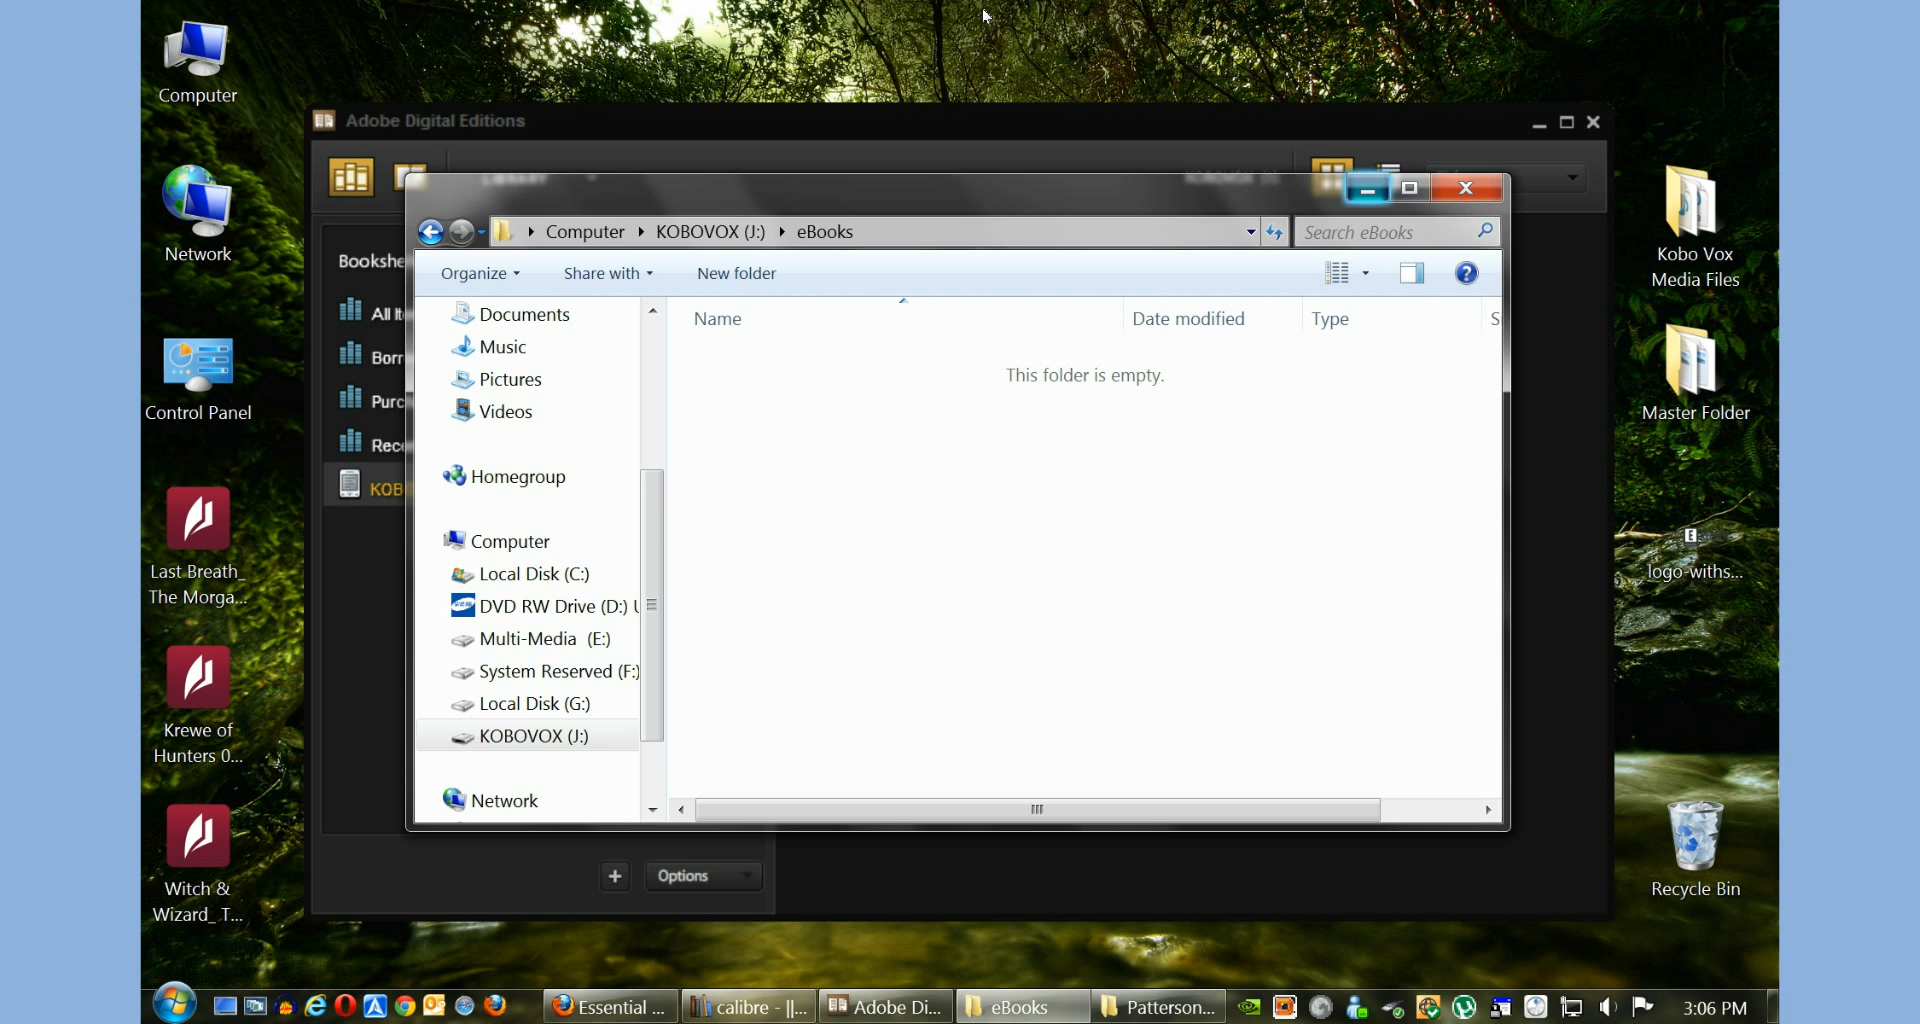 Computer
Network
Control Panel
Last Breath_
The Morga...
Krewe of
Hunters 0...
Witch &
Wizard_ T...
Adobe Digital Editions
LIBRARY
Bookshe
All It
Borr
Purc
Rece
KOB
Options
Computer
KOBOVOX (J:)
eBooks
Search eBooks
Organize
Share with
New folder
Documents
Music
Pictures
Videos
Homegroup
Computer
Local Disk (C:)
DVD RW Drive (D:) U
Multi-Media (E:)
System Reserved (F:)
Local Disk (G:)
KOBOVOX (J:)
Network
Name
Date modified
Type
S
This folder is empty.
Kobo Vox
Media Files
Master Folder
logo-withs...
Recycle Bin
Essential ...
calibre - ||...
Adobe Di...
eBooks
Patterson...
3:06 PM